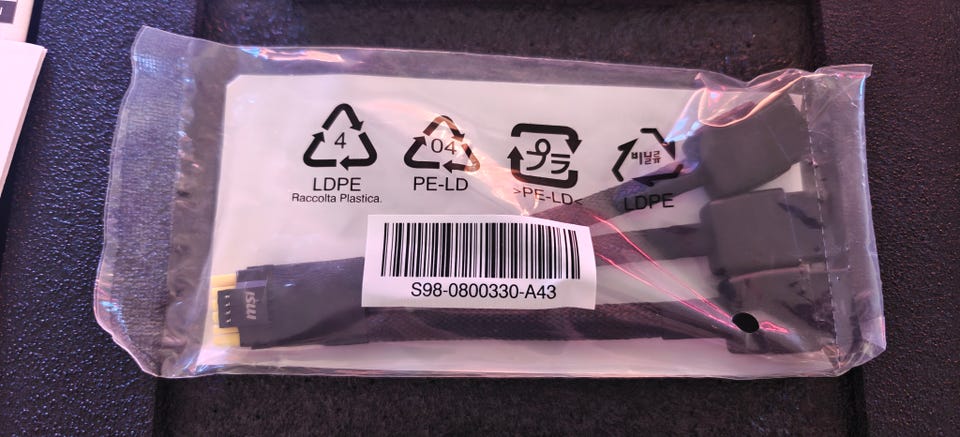 4
LDPE
Raccolta Plastica.
04
PE-LD
プラ
>PE-LD<
비닐류
LDPE
S98-0800330-A43
msi